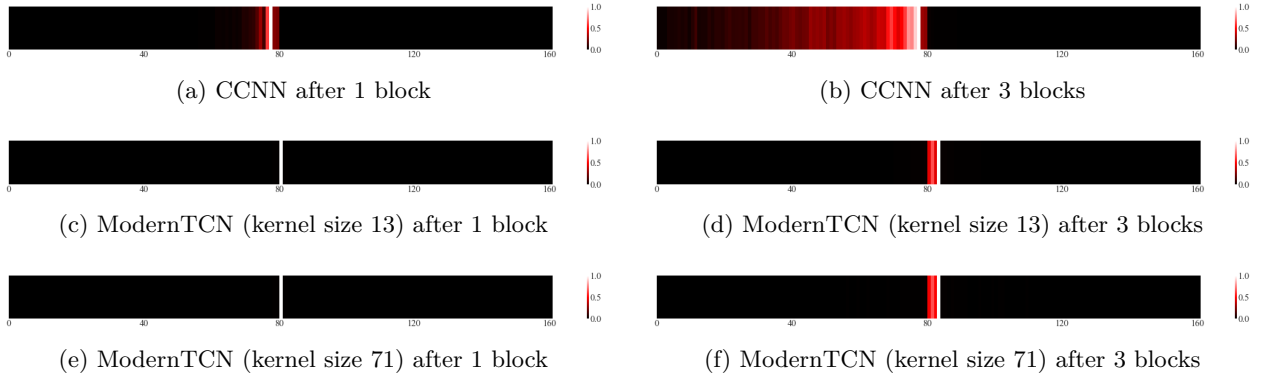 1.0
0.5
0.0
0 40 80 120 160
(a) CCNN after 1 block
1.0
0.5
0.0
0 40 80 120 160
(b) CCNN after 3 blocks
1.0
0.5
0.0
0 40 80 120 160
(c) ModernTCN (kernel size 13) after 1 block
1.0
0.5
0.0
0 40 80 120 160
(d) ModernTCN (kernel size 13) after 3 blocks
1.0
0.5
0.0
0 40 80 120 160
(e) ModernTCN (kernel size 71) after 1 block
1.0
0.5
0.0
0 40 80 120 160
(f) ModernTCN (kernel size 71) after 3 blocks